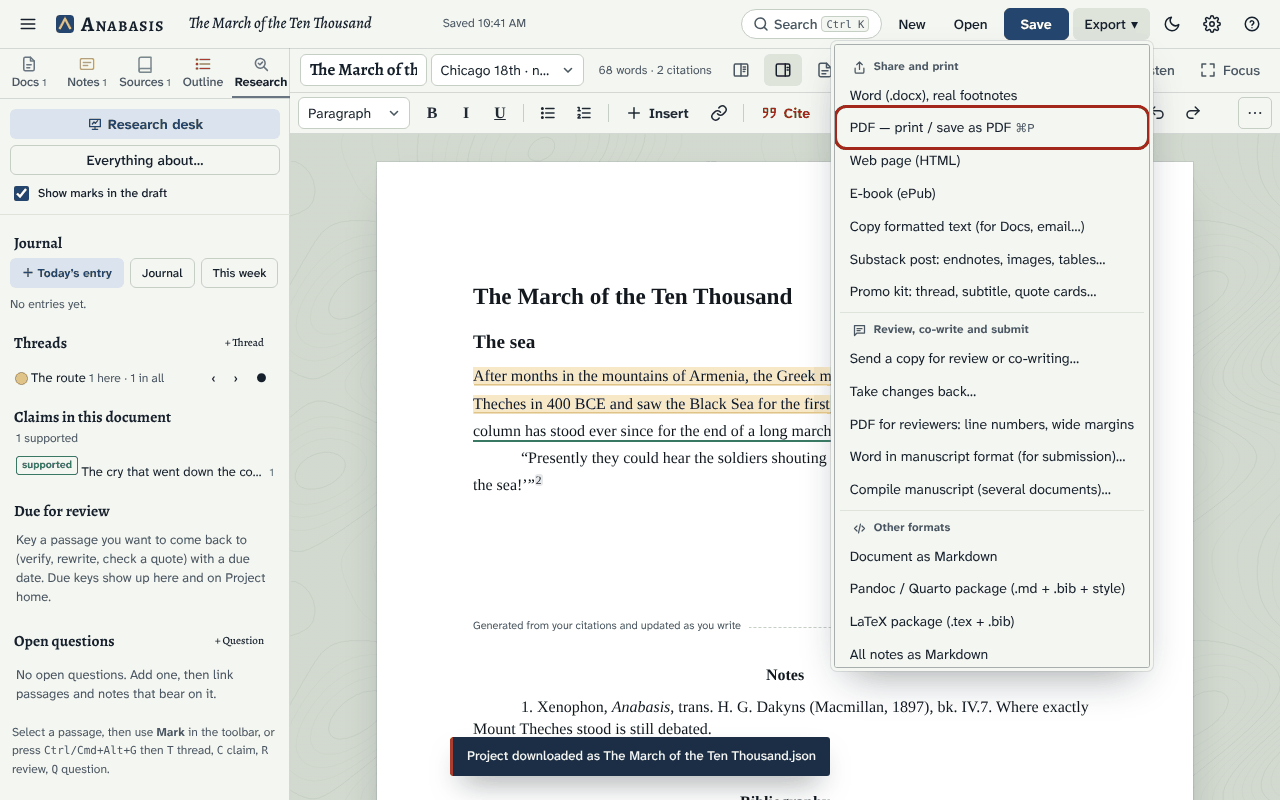 ANABASIS
The March of the Ten Thousand
Saved 10:41 AM
Search Ctrl K
New
Open
Save
Export ▾
Docs 1
Notes 1
Sources 1
Outline
Research
The March of th
Chicago 18th · n...
68 words · 2 citations
Focus
Paragraph
B
I
U
+ Insert
Cite
Research desk
Everything about…
Show marks in the draft
Journal
+ Today's entry
Journal
This week
No entries yet.
Threads
+ Thread
The route 1 here · 1 in all
Claims in this document
1 supported
supported The cry that went down the co... 1
Due for review
Key a passage you want to come back to
(verify, rewrite, check a quote) with a due
date. Due keys show up here and on Project
home.
Open questions
+ Question
No open questions. Add one, then link
passages and notes that bear on it.
Select a passage, then use Mark in the toolbar, or
press Ctrl/Cmd+Alt+G then T thread, C claim, R
review, Q question.
The March of the Ten Thousand
The sea
After months in the mountains of Armenia, the Greek
Theches in 400 BCE and saw the Black Sea for the first
column has stood ever since for the end of a long march
“Presently they could hear the soldiers shouting
the sea!’”2
Generated from your citations and updated as you write
Notes
1. Xenophon, Anabasis, trans. H. G. Dakyns (Macmillan, 1897), bk. IV.7. Where exactly
Mount Theches stood is still debated.
Project downloaded as The March of the Ten Thousand.json
Share and print
Word (.docx), real footnotes
PDF — print / save as PDF ⌘P
Web page (HTML)
E-book (ePub)
Copy formatted text (for Docs, email…)
Substack post: endnotes, images, tables…
Promo kit: thread, subtitle, quote cards…
Review, co-write and submit
Send a copy for review or co-writing…
Take changes back…
PDF for reviewers: line numbers, wide margins
Word in manuscript format (for submission)…
Compile manuscript (several documents)…
Other formats
Document as Markdown
Pandoc / Quarto package (.md + .bib + style)
LaTeX package (.tex + .bib)
All notes as Markdown